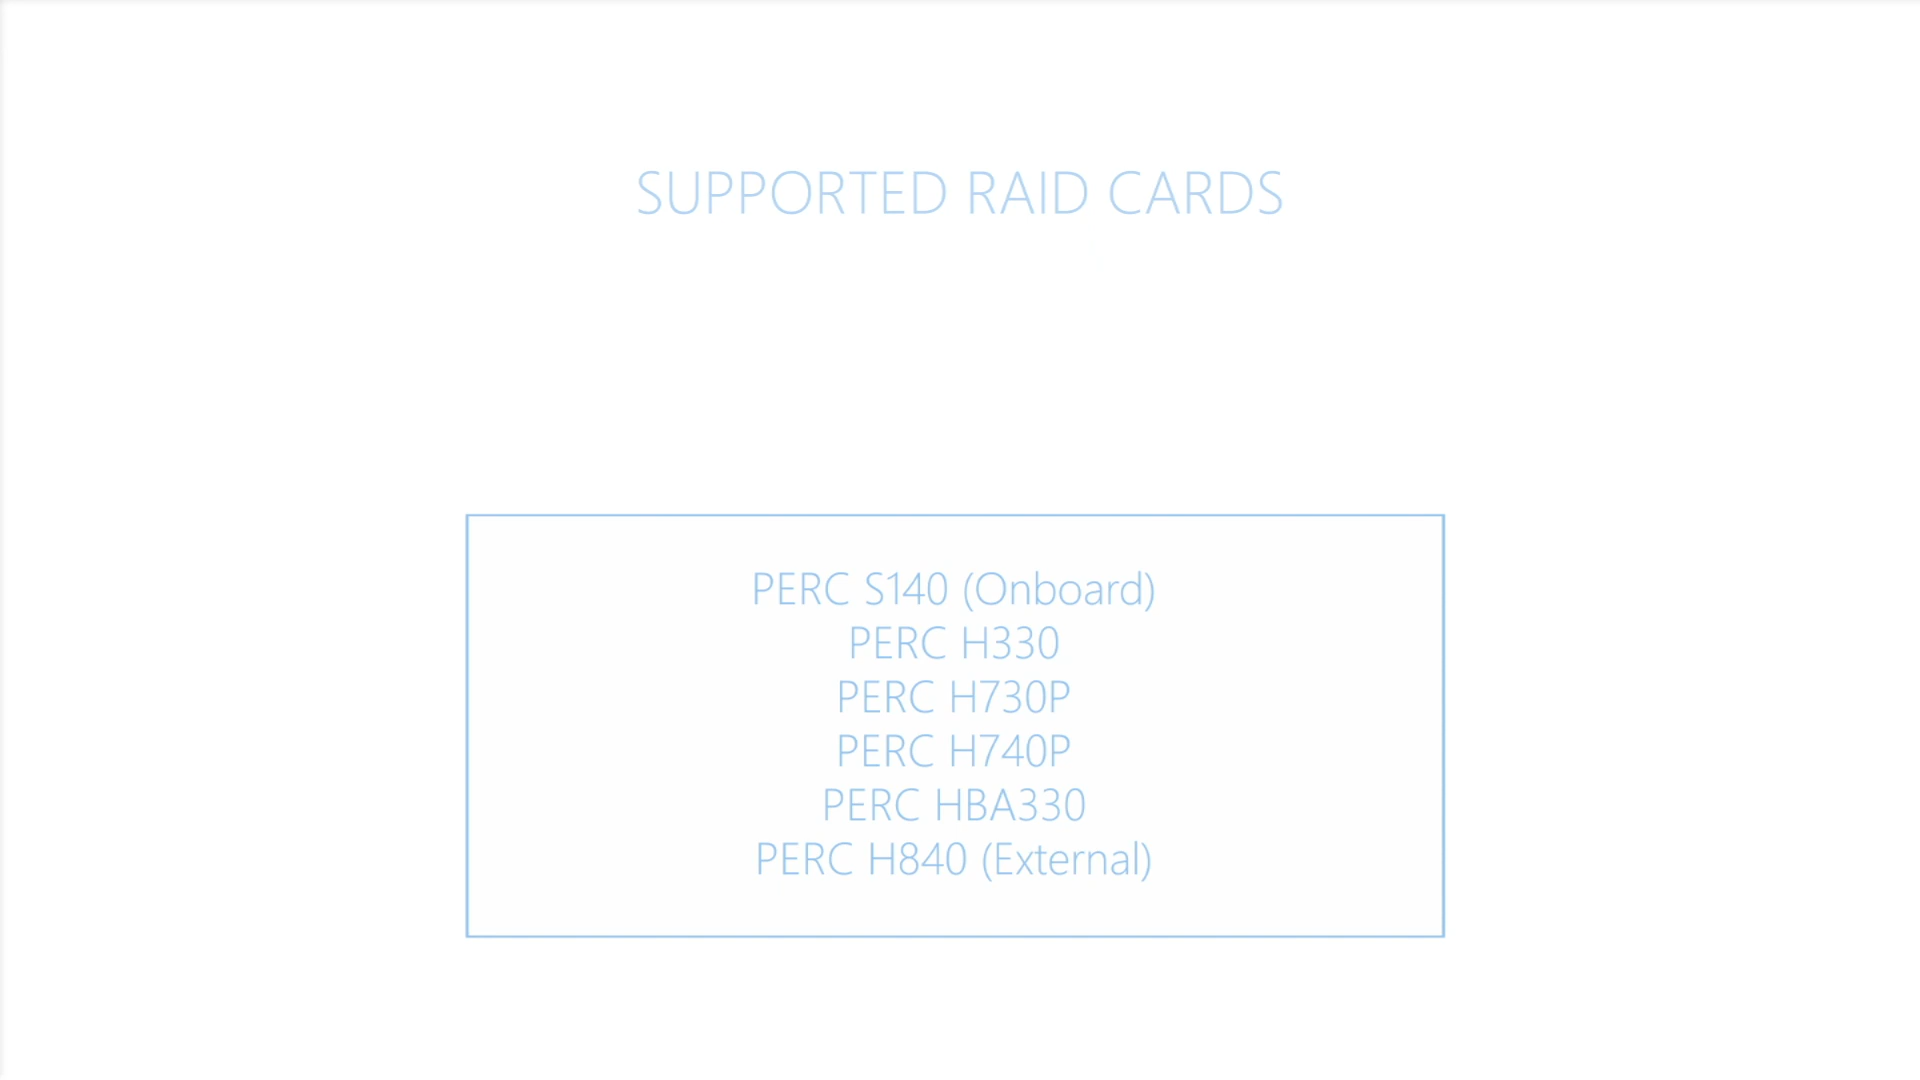 SUPPORTED RAID CARDS
PERC S140 (Onboard)
PERC H330
PERC H730P
PERC H740P
PERC HBA330
PERC H840 (External)